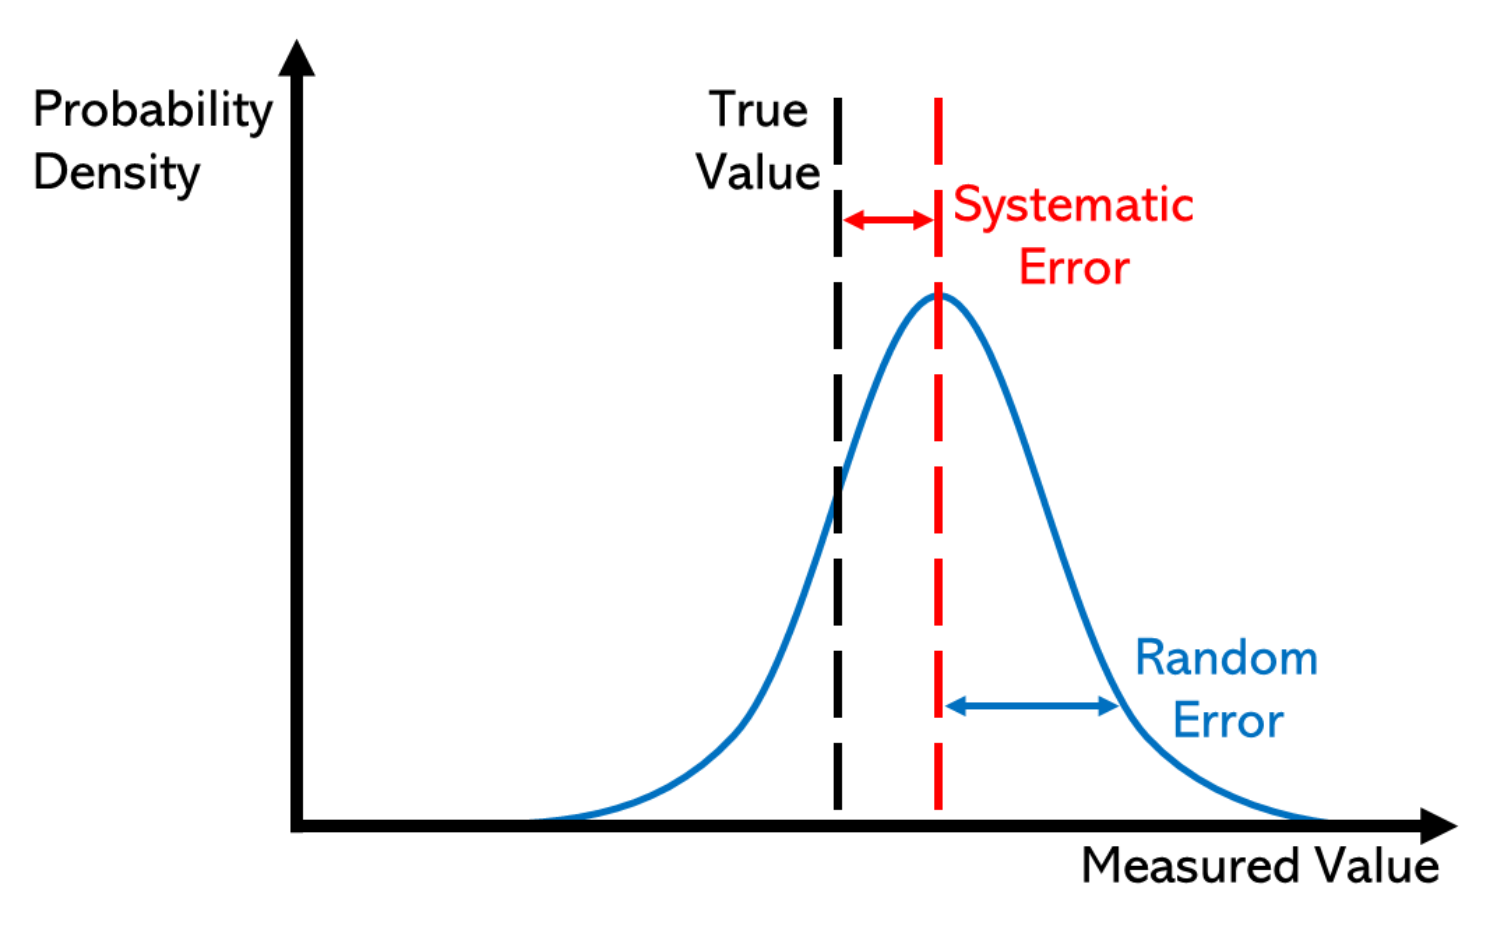 Probability
Density
True
Value
Systematic
Error
Random
Error
Measured Value